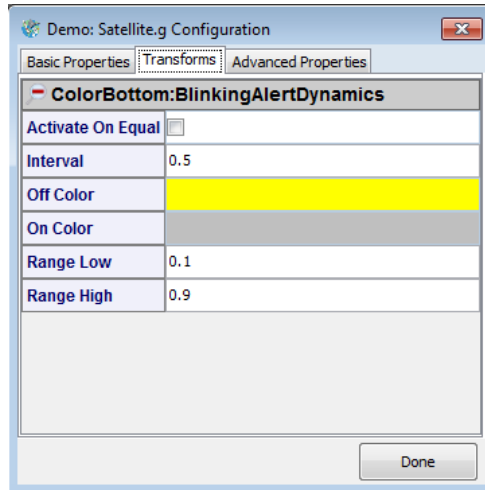 Demo: Satellite.g Configuration
Basic Properties Transforms Advanced Properties
ColorBottom:BlinkingAlertDynamics
Activate On Equal
Interval 0.5
Off Color
On Color
Range Low 0.1
Range High 0.9
Done